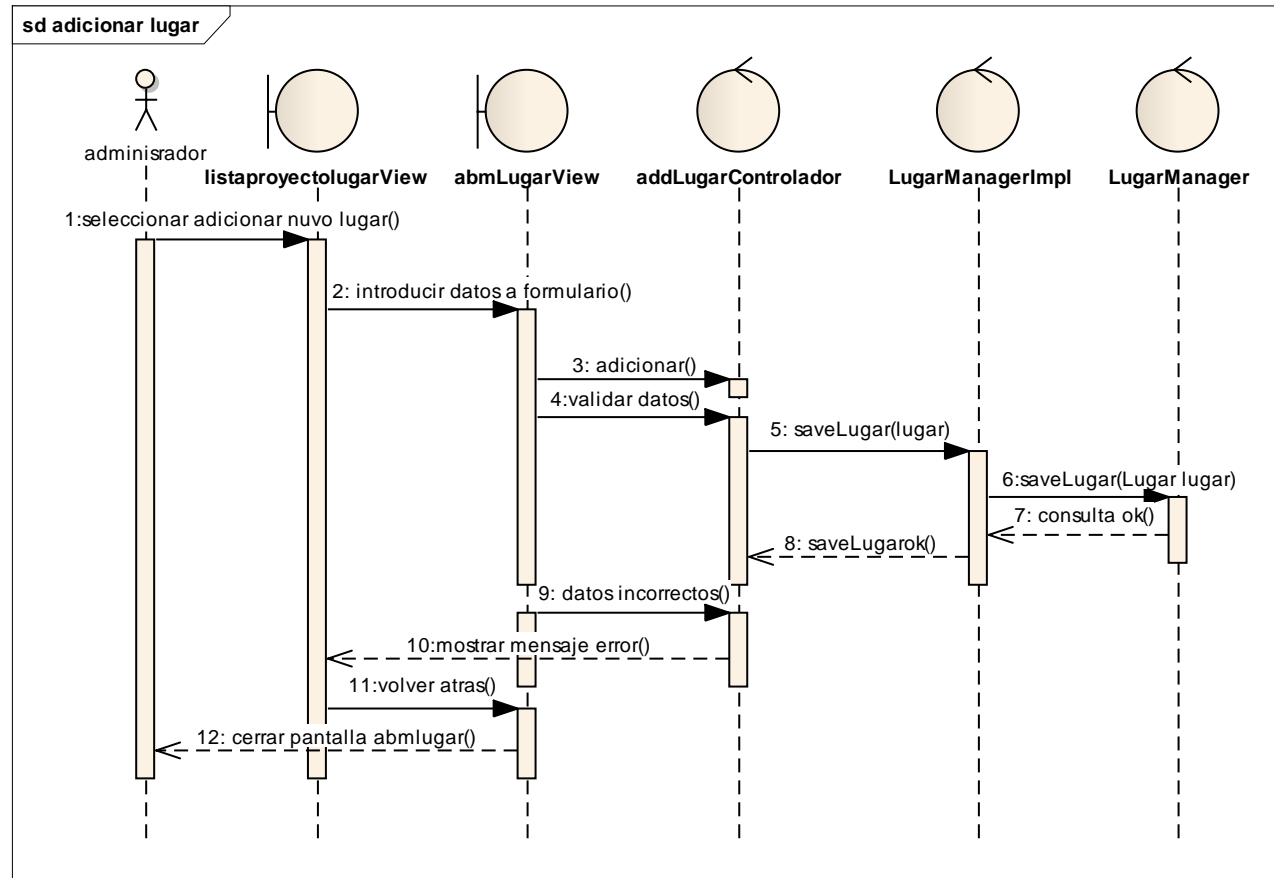 sd adicionar lugar
adminisrador
listaproyectolugarView
abmLugarView
addLugarControlador
LugarManagerImpl
LugarManager
1:seleccionar adicionar nuvo lugar()
2: introducir datos a formulario()
3: adicionar()
4:validar datos()
5: saveLugar(lugar)
6:saveLugar(Lugar lugar)
7: consulta ok()
8: saveLugarok()
9: datos incorrectos()
10:mostrar mensaje error()
11:volver atras()
12: cerrar pantalla abmlugar()